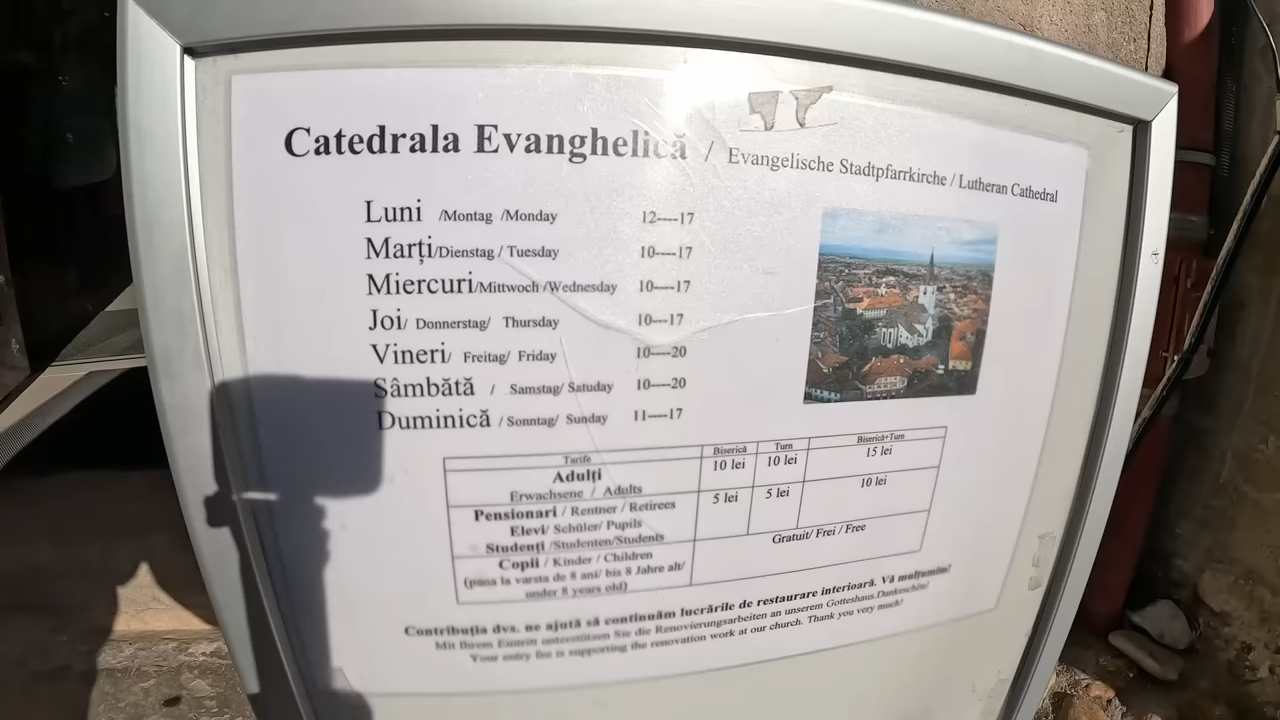 Catedrala Evanghelică / Evangelische Stadtpfarrkirche / Lutheran Cathedral
Luni /Montag /Monday 12----17
Marți/Dienstag / Tuesday 10----17
Miercuri/Mittwoch /Wednesday 10----17
Joi/ Donnerstag/ Thursday 10----17
Vineri/ Freitag/ Friday 10----20
Sâmbătă / Samstag/ Satuday 10----20
Duminică / Sonntag/ Sunday 11----17
Tarife Biserică Turn Biserică+Turn
Adulți 10 lei 10 lei 15 lei
Erwachsene / Adults
Pensionari / Rentner / Retirees 5 lei 5 lei 10 lei
Elevi/ Schüler/ Pupils
Studenți /Studenten/Students
Copii / Kinder / Children Gratuit/ Frei / Free
(pana la varsta de 8 ani/ bis 8 Jahre alt/
under 8 years old)
Contribuția dvs. ne ajută să continuăm lucrările de restaurare interioară. Vă mulțumim!
Mit Ihrem Eintritt unterstützen Sie die Renovierungsarbeiten an unserem Gotteshaus.Dankeschön!
Your entry fee is supporting the renovation work at our church. Thank you very much!